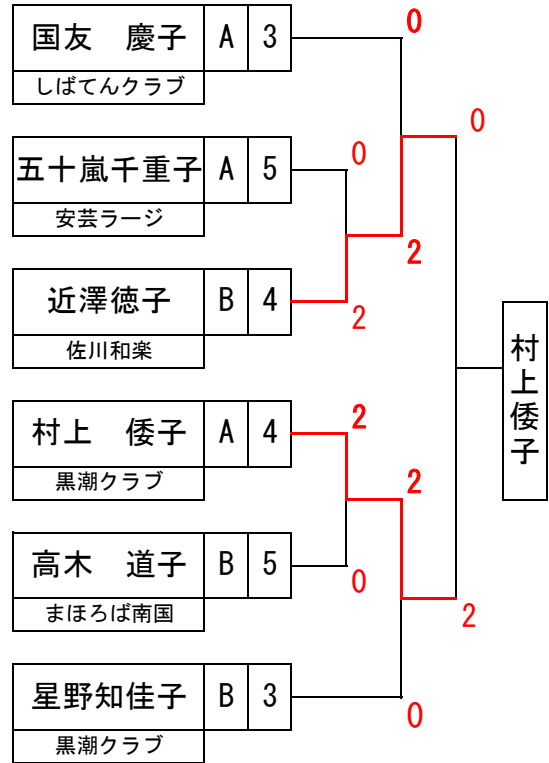 国友　慶子 A 3
しばてんクラブ
0
0
五十嵐千重子 A 5
安芸ラージ
0
2
近澤徳子 B 4
佐川和楽
2
村上倭子
村上　倭子 A 4
黒潮クラブ
2
2
高木　道子 B 5
まほろば南国
0
2
星野知佳子 B 3
黒潮クラブ
0